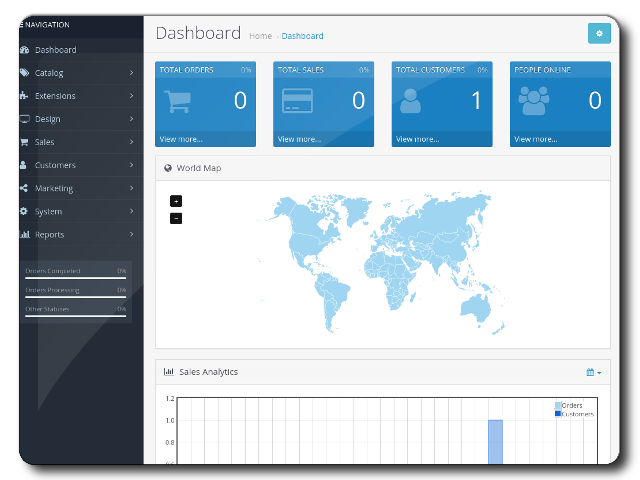 NAVIGATION
Dashboard
Catalog
Extensions
Design
Sales
Customers
Marketing
System
Reports
Orders Completed 0%
Orders Processing 0%
Other Statuses 0%
Dashboard Home › Dashboard
TOTAL ORDERS 0%
0
View more...
TOTAL SALES 0%
0
View more...
TOTAL CUSTOMERS 0%
1
View more...
PEOPLE ONLINE
0
View more...
World Map
+
−
Sales Analytics
1.2
1.0
0.8
Orders
Customers